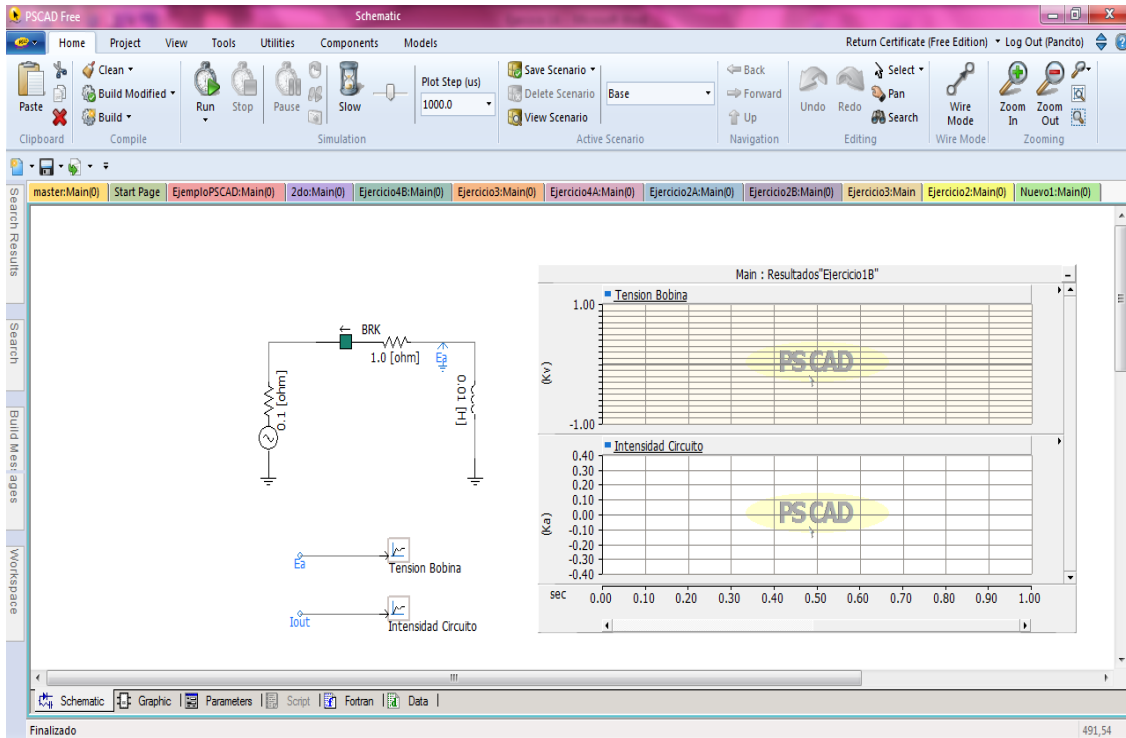 PSCAD Free
Schematic
Home Project View Tools Utilities Components Models
Return Certificate (Free Edition) Log Out (Pancito)
Paste
Clean
Build Modified
Build
Run
Stop
Pause
Slow
Plot Step (us)
1000.0
Save Scenario
Delete Scenario
View Scenario
Base
Back
Forward
Up
Undo
Redo
Select
Pan
Search
Wire
Mode
Zoom
In
Zoom
Out
Clipboard
Compile
Simulation
Active Scenario
Navigation
Editing
Wire Mode
Zooming
master:Main(0) Start Page EjemploPSCAD:Main(0) 2do:Main(0) Ejercicio4B:Main(0) Ejercicio3:Main(0) Ejercicio4A:Main(0) Ejercicio2A:Main(0) Ejercicio2B:Main(0) Ejercicio3:Main Ejercicio2:Main(0) Nuevo1:Main(0)
Search Results
Search
Build Messages
Workspace
BRK
1.0 [ohm]
Ea
0.1 [ohm]
0.01 [H]
Ea
Tension Bobina
Iout
Intensidad Circuito
Main : Resultados"Ejercicio1B"
Tension Bobina
1.00
(Kv)
-1.00
PSCAD
Intensidad Circuito
0.40
0.30
0.20
0.10
0.00
-0.10
-0.20
-0.30
-0.40
(Ka)
PSCAD
sec 0.00 0.10 0.20 0.30 0.40 0.50 0.60 0.70 0.80 0.90 1.00
Schematic Graphic Parameters Script Fortran Data
Finalizado
491,54